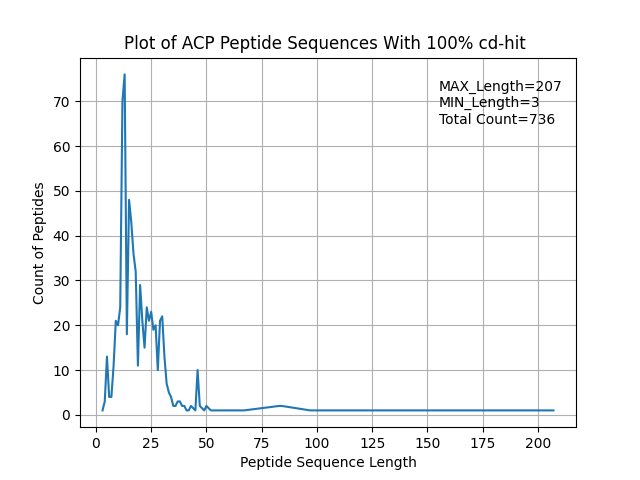 Plot of ACP Peptide Sequences With 100% cd-hit
MAX_Length=207
MIN_Length=3
Total Count=736
Count of Peptides
70
60
50
40
30
20
10
0
0 25 50 75 100 125 150 175 200
Peptide Sequence Length